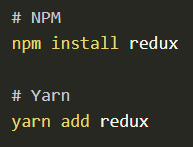 # NPM
npm install redux
# Yarn
yarn add redux